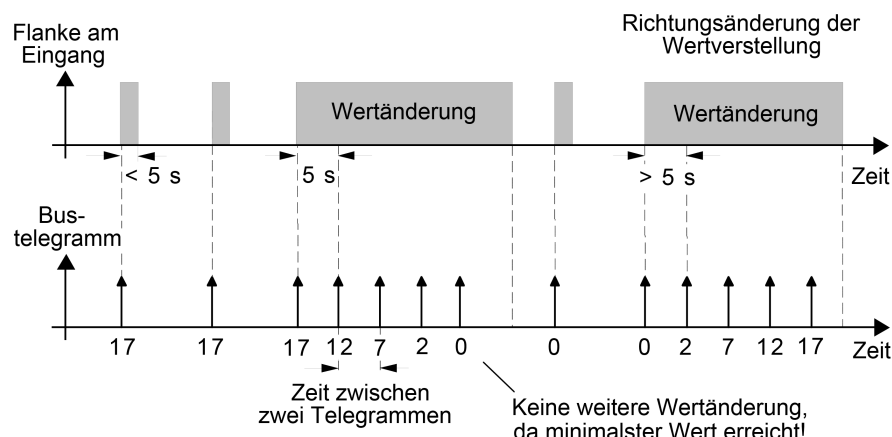 Richtungsänderung der
Wertverstellung
Flanke am
Eingang
Wertänderung
Wertänderung
< 5 s
5 s
> 5 s
Zeit
Bus-
telegramm
17 17 17 12 7 2 0 0 0 2 7 12 17
Zeit
Zeit zwischen
zwei Telegrammen
Keine weitere Wertänderung,
da minimalster Wert erreicht!